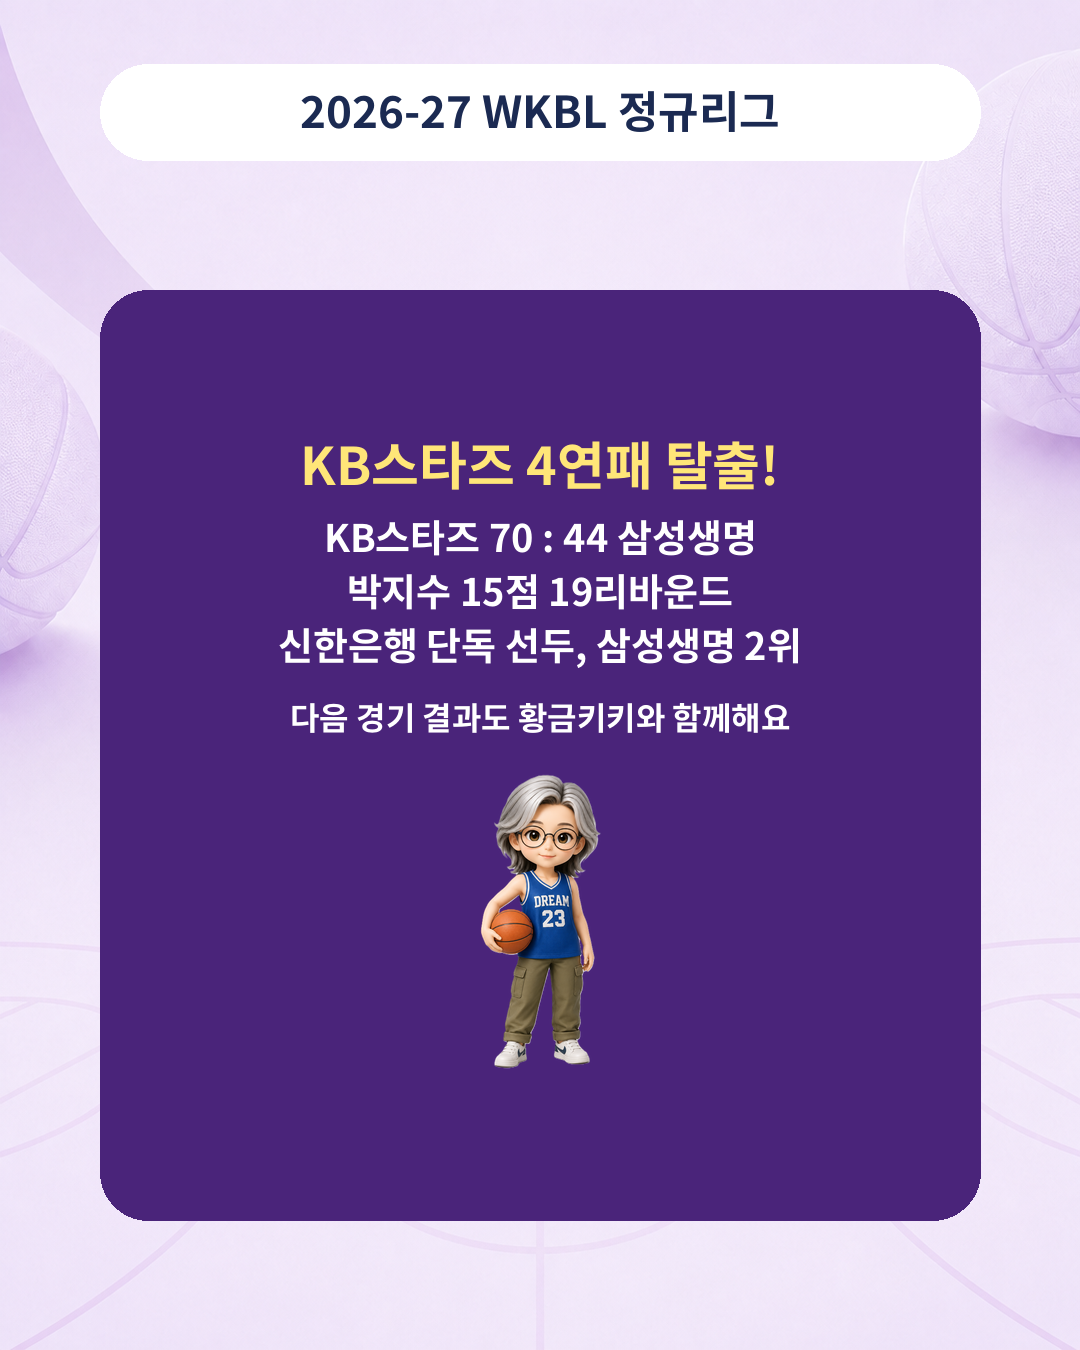 2026-27 WKBL 정규리그
KB스타즈 4연패 탈출!
KB스타즈 70 : 44 삼성생명
박지수 15점 19리바운드
신한은행 단독 선두, 삼성생명 2위
다음 경기 결과도 황금키키와 함께해요
DREAM
23